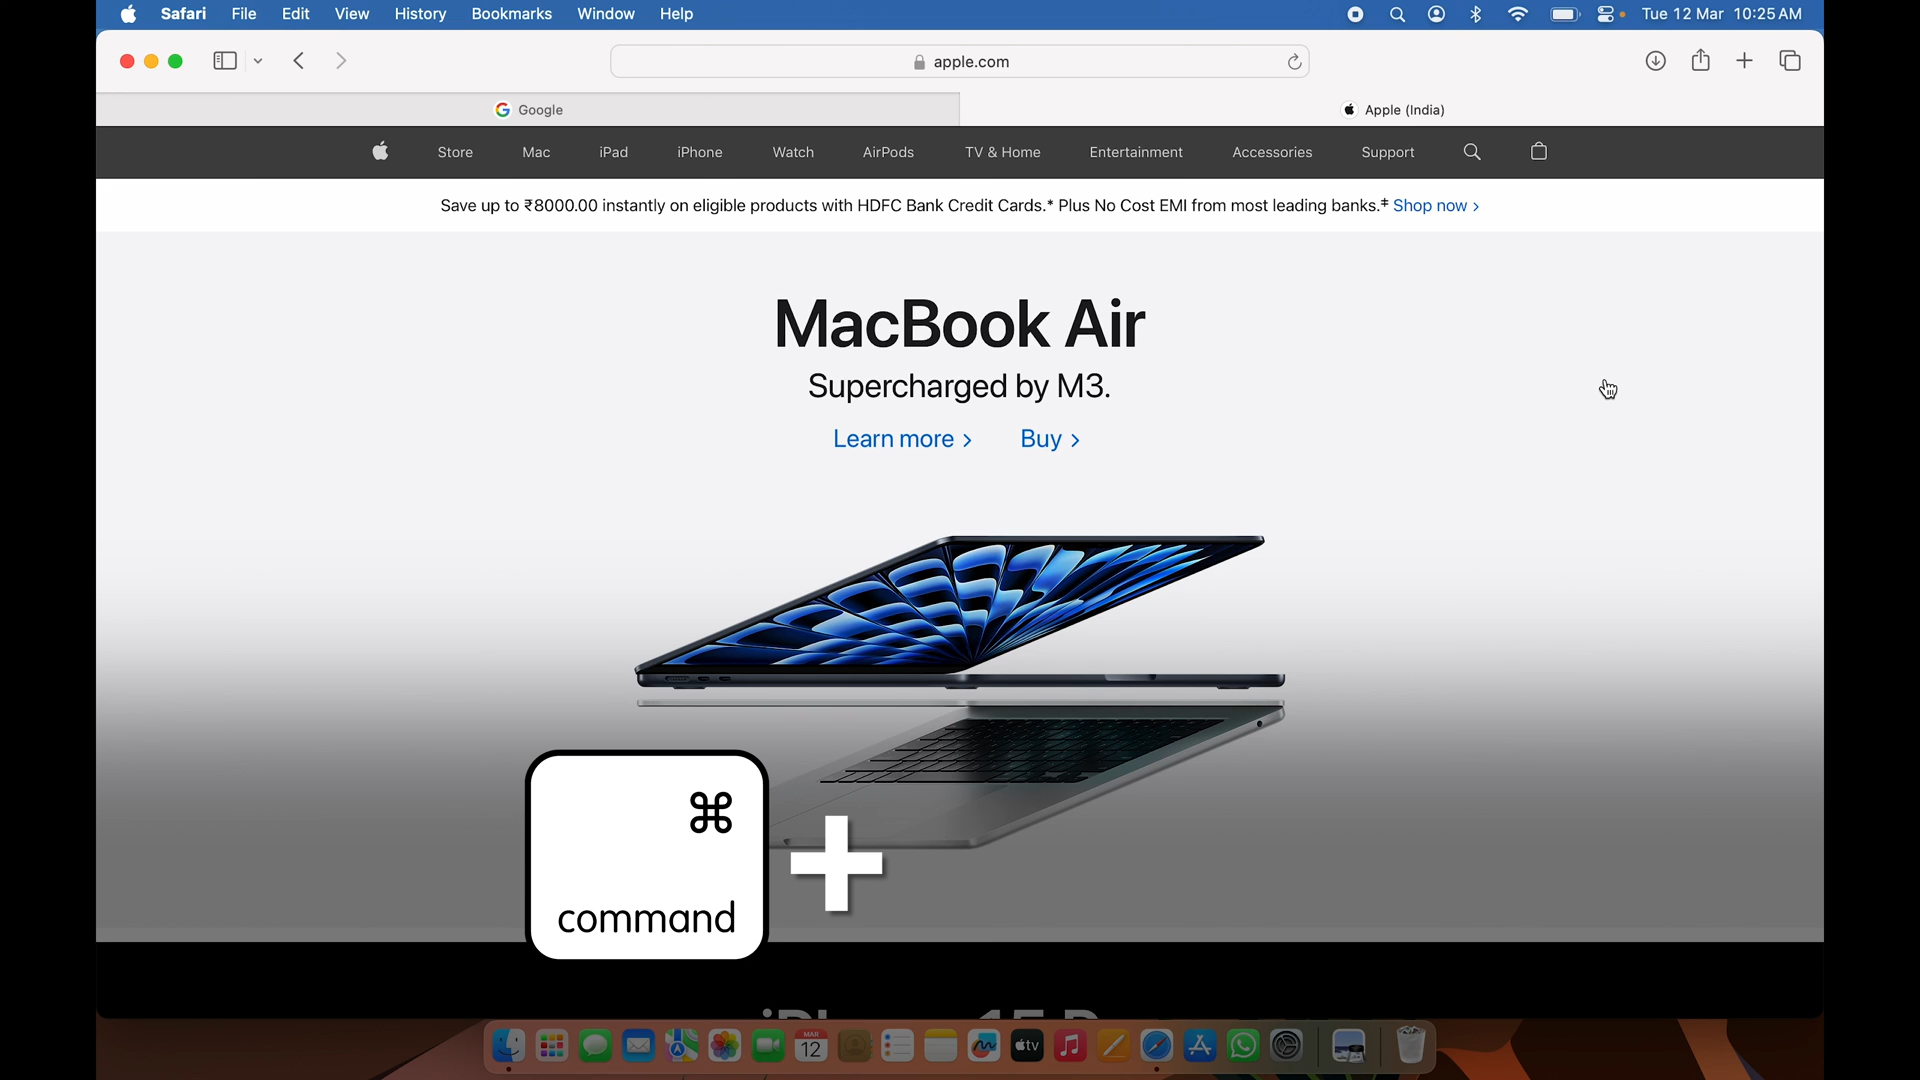 Safari File Edit View History Bookmarks Window Help Tue 12 Mar 10:25 AM
apple.com
Google Apple (India)
Store Mac iPad iPhone Watch AirPods TV & Home Entertainment Accessories Support
Save up to ₹8000.00 instantly on eligible products with HDFC Bank Credit Cards.* Plus No Cost EMI from most leading banks.‡ Shop now >
MacBook Air
Supercharged by M3.
Learn more > Buy >
⌘
command
+
MAR
12
tv